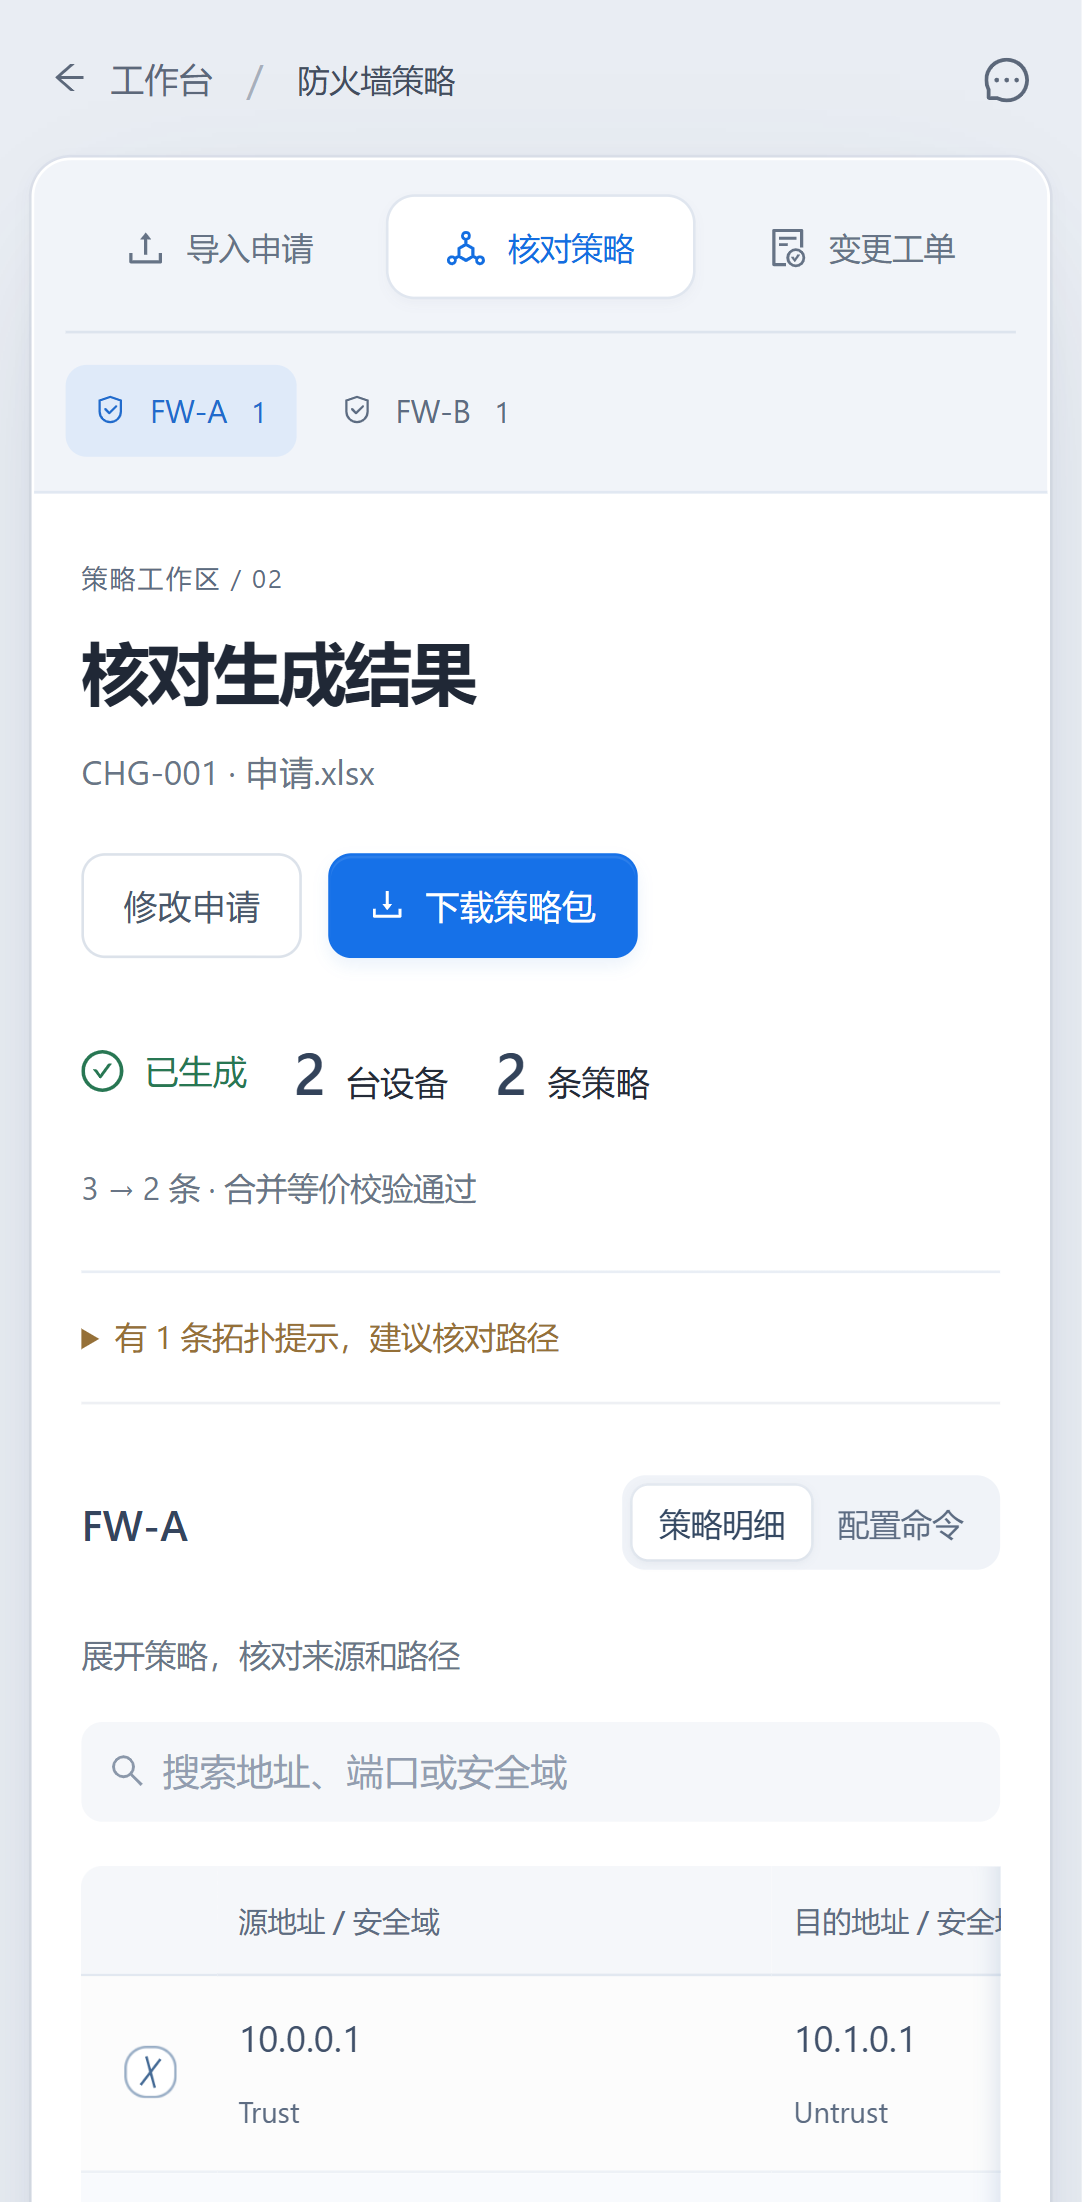 工作台 / 防火墙策略
导入申请 核对策略 变更工单
FW-A 1 FW-B 1
策略工作区 / 02
核对生成结果
CHG-001 · 申请.xlsx
修改申请 下载策略包
已生成 2 台设备 2 条策略
3 → 2 条 · 合并等价校验通过
有 1 条拓扑提示，建议核对路径
FW-A 策略明细 配置命令
展开策略，核对来源和路径
搜索地址、端口或安全域
源地址 / 安全域 目的地址 / 安全
10.0.0.1 10.1.0.1
Trust Untrust